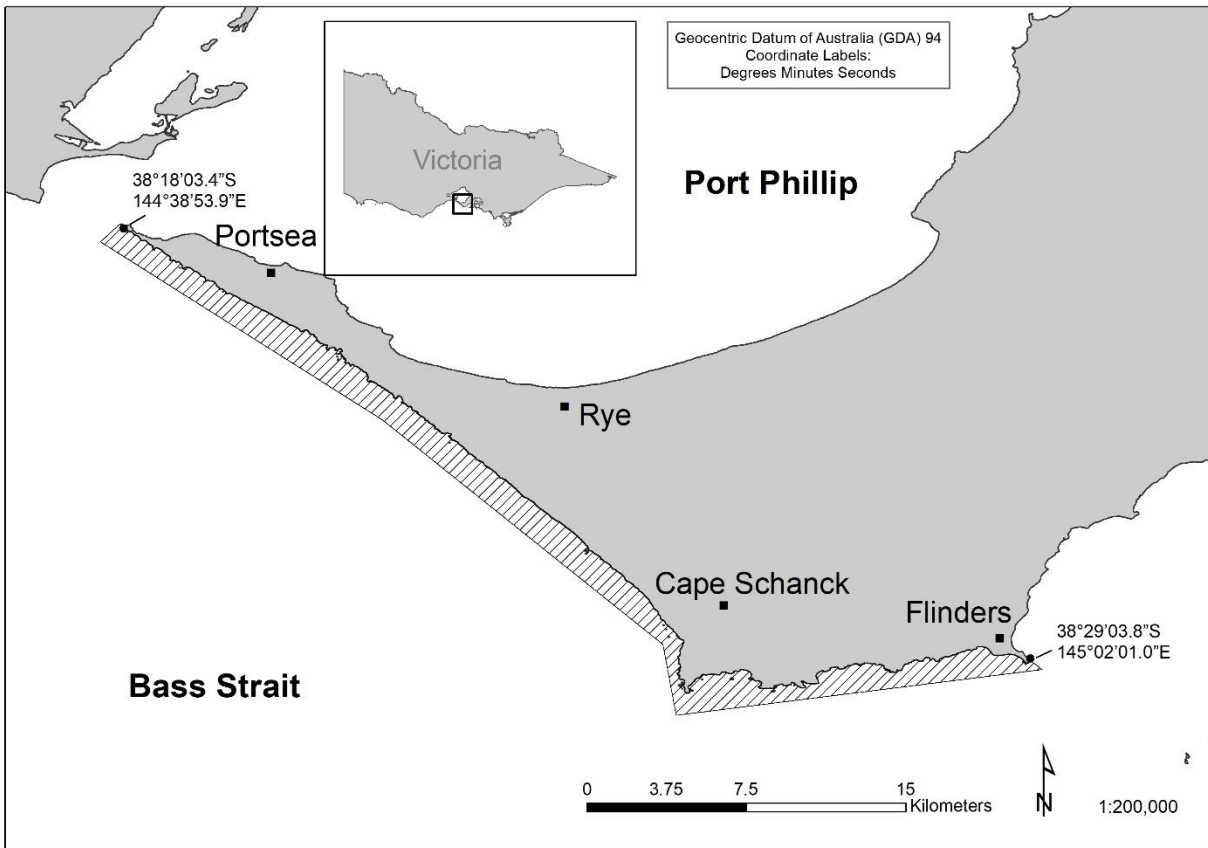 Geocentric Datum of Australia (GDA) 94
Coordinate Labels:
Degrees Minutes Seconds
Victoria
Port Phillip
38°18’03.4”S
144°38’53.9”E
Portsea
Rye
Cape Schanck
Flinders
38°29’03.8”S
145°02’01.0”E
Bass Strait
0 3.75 7.5 15
Kilometers
N
1:200,000